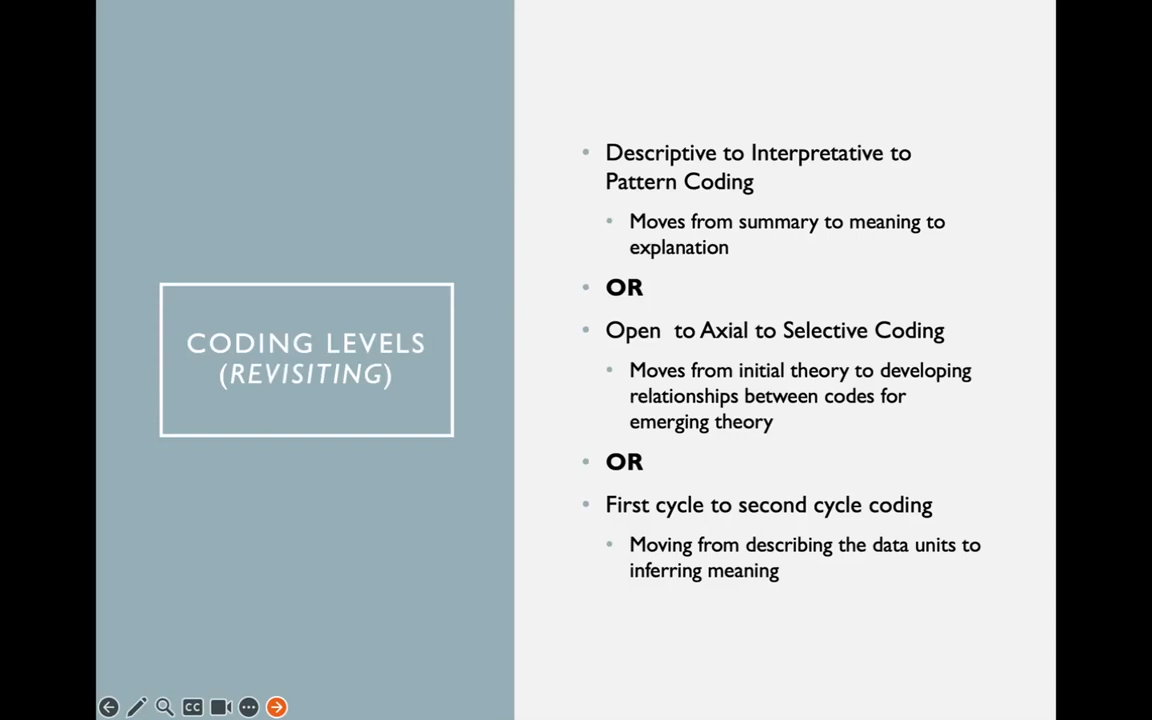 CODING LEVELS
(REVISITING)
• Descriptive to Interpretative to
Pattern Coding
• Moves from summary to meaning to
explanation
• OR
• Open to Axial to Selective Coding
• Moves from initial theory to developing
relationships between codes for
emerging theory
• OR
• First cycle to second cycle coding
• Moving from describing the data units to
inferring meaning
CC